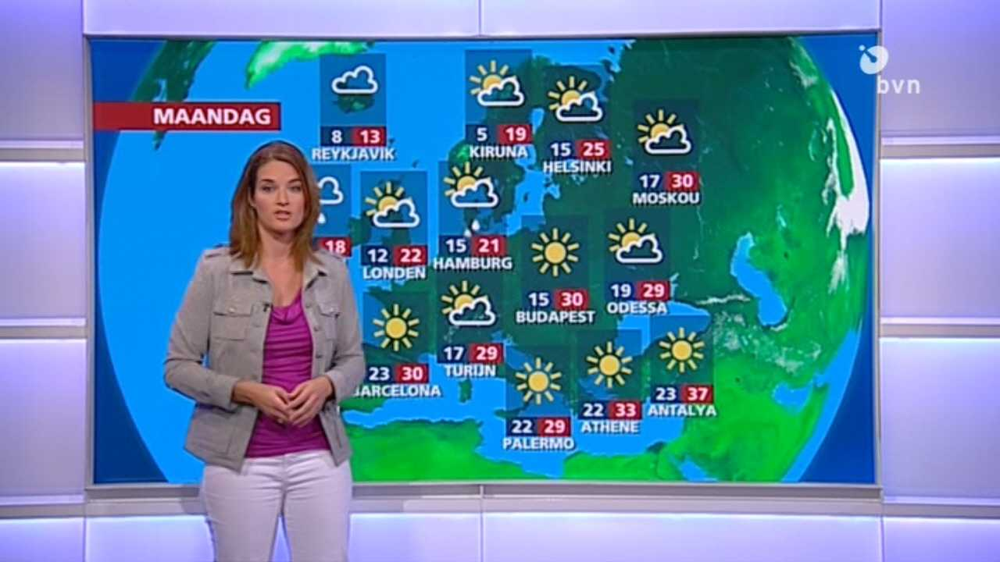 bvn
MAANDAG
8 13
REYKJAVIK
5 19
KIRUNA
15 25
HELSINKI
17 30
MOSKOU
18
12 22
LONDEN
15 21
HAMBURG
15 30
BUDAPEST
19 29
ODESSA
23 30
BARCELONA
17 29
TURIJN
22 29
PALERMO
22 33
ATHENE
23 37
ANTALYA